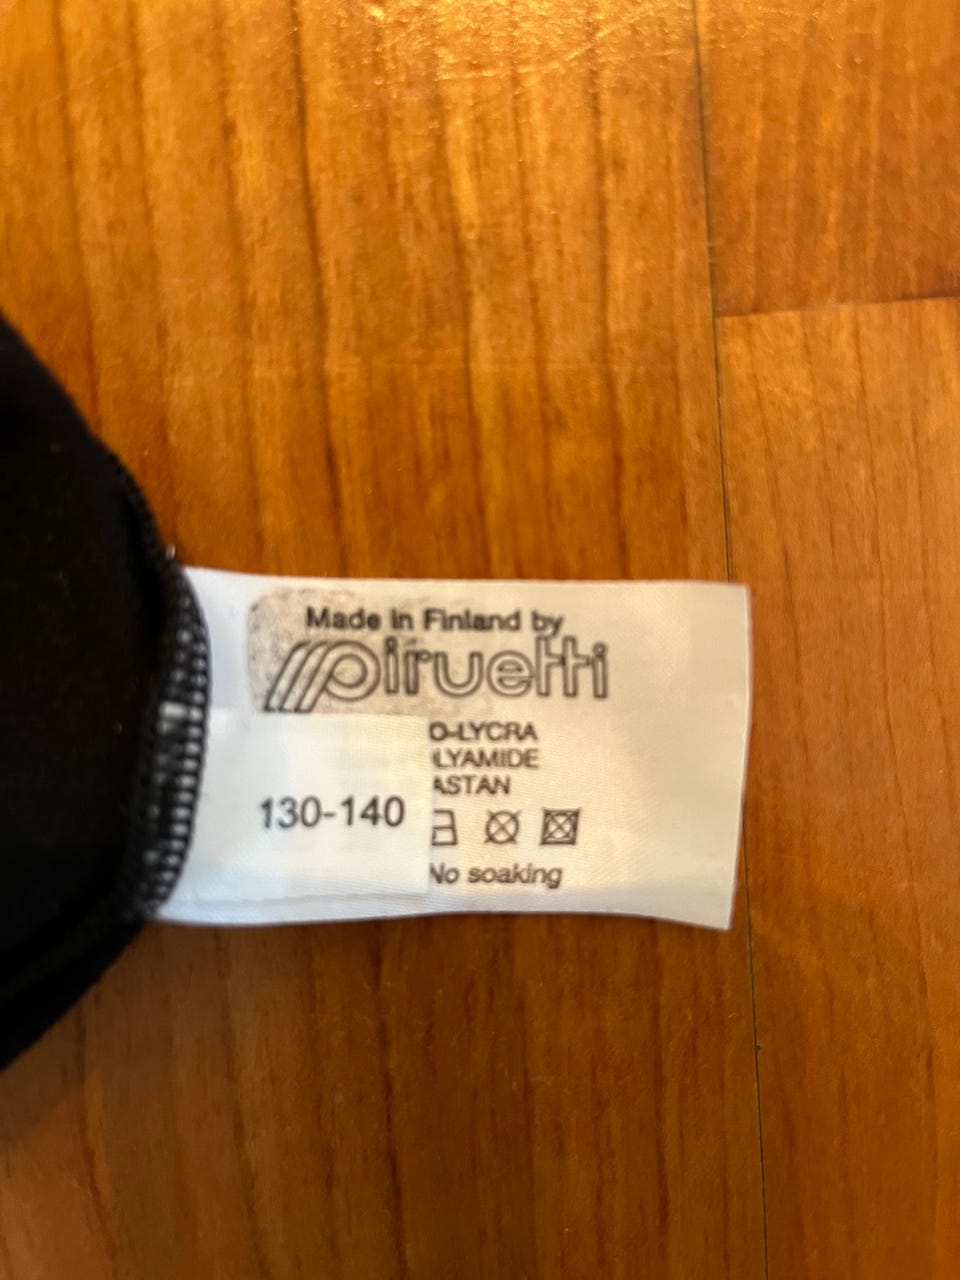 Made in Finland by
piruetti
O-LYCRA
LYAMIDE
ASTAN
130-140
No soaking